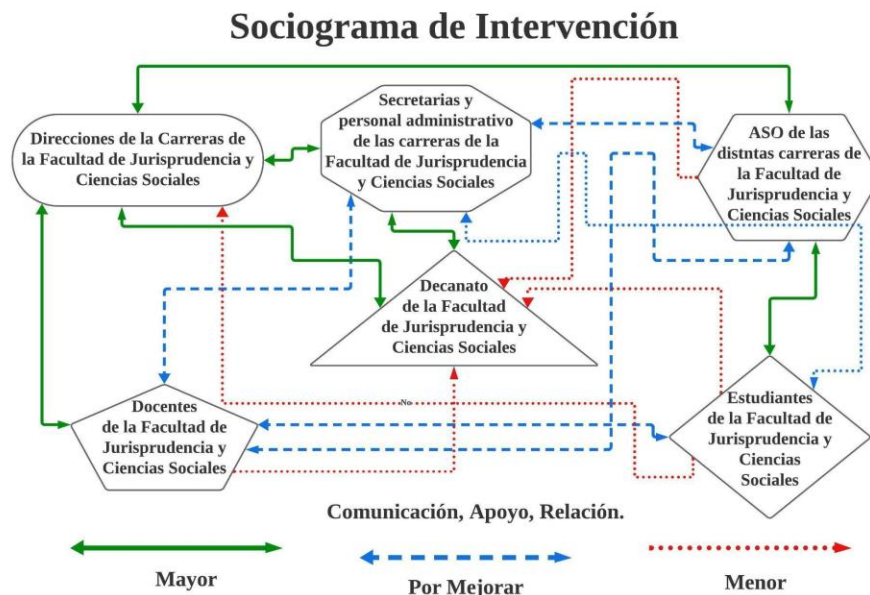 Sociograma de Intervención
Direcciones de la Carreras de
la Facultad de Jurisprudencia y
Ciencias Sociales
Secretarias y
personal administrativo
de las carreras de la
Facultad de Jurisprudencia
y Ciencias Sociales
ASO de las
distntas carreras de
la Facultad de
Jurisprudencia y
Ciencias Sociales
Decanato
de la Facultad
de Jurisprudencia y
Ciencias Sociales
No
Docentes
de la Facultad de
Jurisprudencia y
Ciencias Sociales
Estudiantes
de la Facultad de
Jurisprudencia y
Ciencias
Sociales
Comunicación, Apoyo, Relación.
Mayor
Por Mejorar
Menor